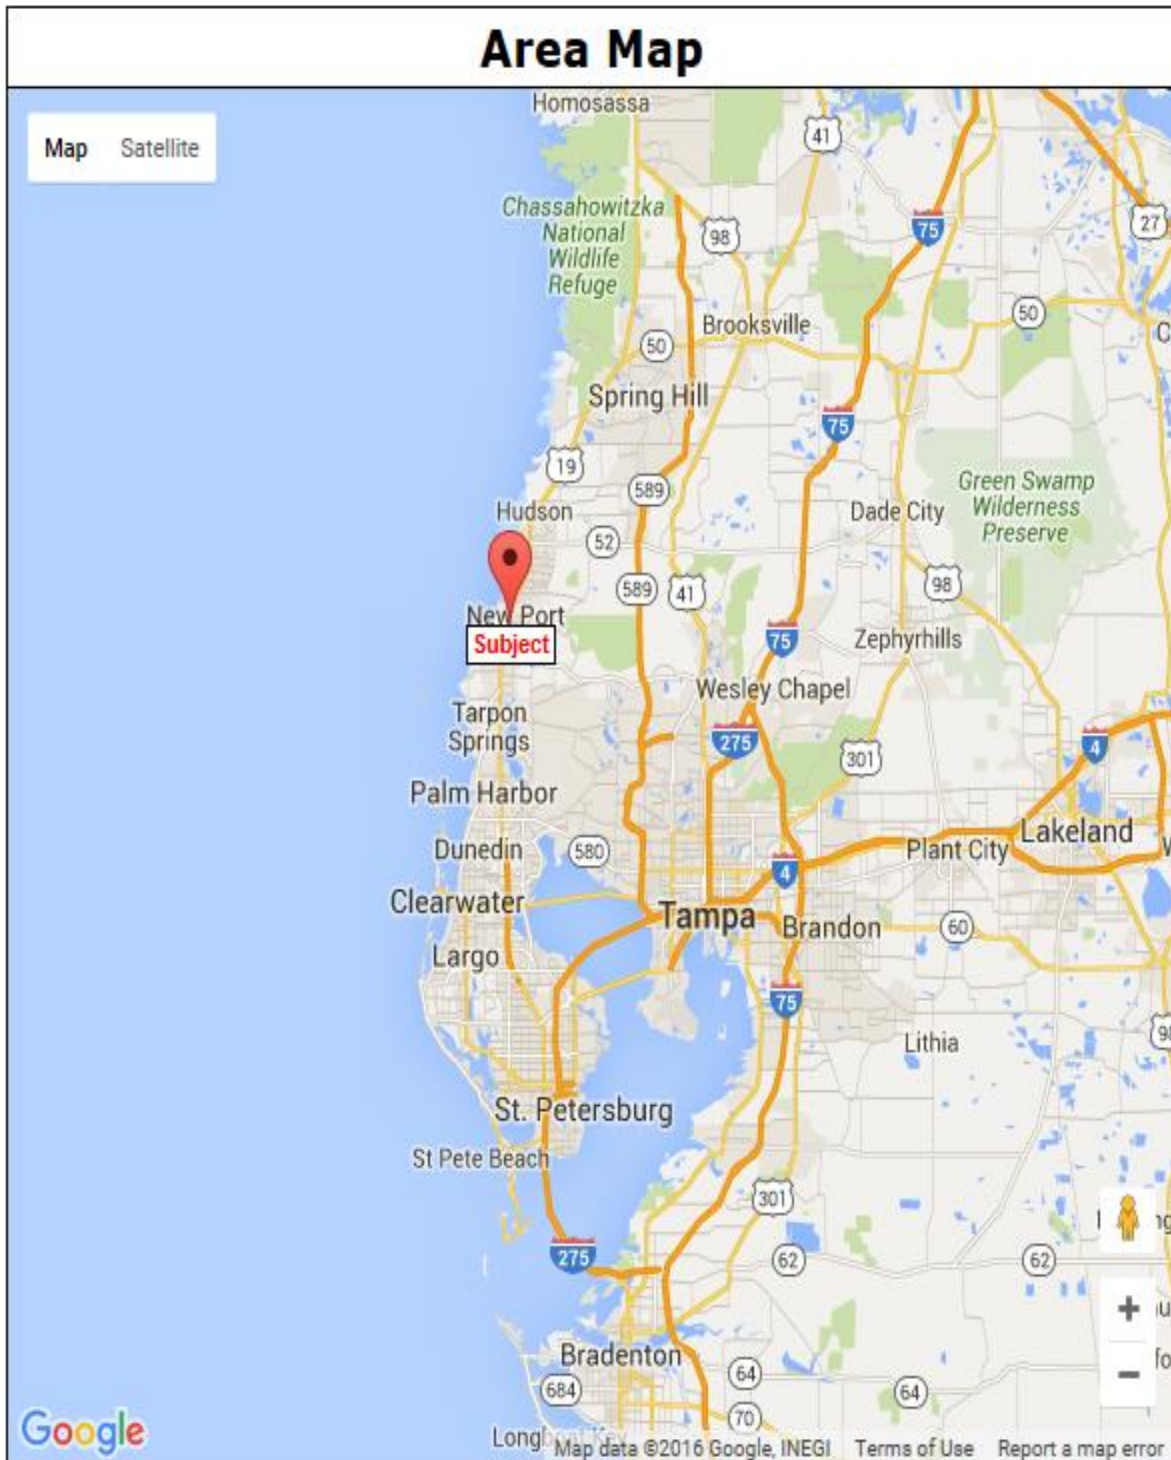 Area Map
Map Satellite
Homosassa
41
Chassahowitzka
National
Wildlife
Refuge
98
75
27
50
Brooksville
50
Spring Hill
75
19
589
Green Swamp
Wilderness
Preserve
Hudson
Dade City
52
589
41
98
New Port
Subject
75
Zephyrhills
Wesley Chapel
Tarpon
Springs
275
301
4
Palm Harbor
Dunedin
580
Plant City
Lakeland
4
Clearwater
Tampa
Brandon
60
Largo
75
Lithia
St. Petersburg
St Pete Beach
301
275
62
62
+
Bradenton
64
−
684
64
70
Google
Map data ©2016 Google, INEGI Terms of Use Report a map error